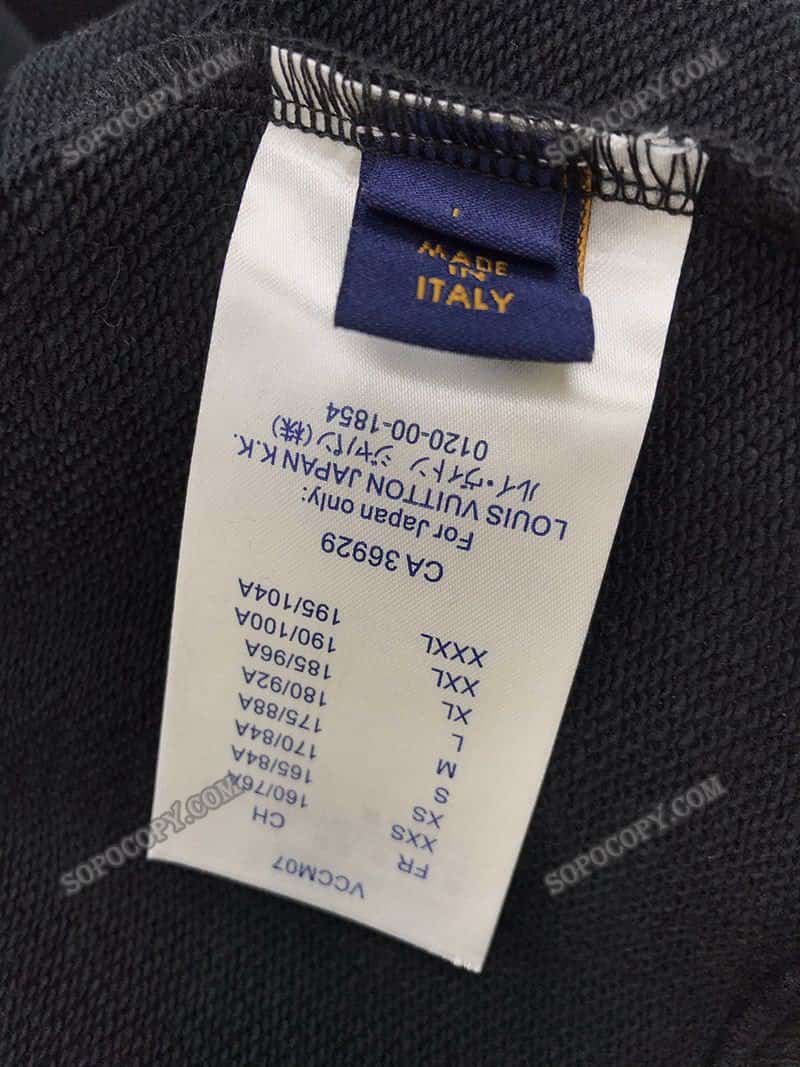 SOPOCOPY.COM
SOPOCOPY.COM
MADE
IN
ITALY
VCCM07
FR CH
XXS 160/76A
XS 165/84A
S 170/84A
M 175/88A
L 180/92A
XL 185/96A
XXL 190/100A
XXXL 195/104A
CA 36929
For Japan only:
LOUIS VUITTON JAPAN K.K.
ルイ・ヴィトン ジャパン(株)
0120-00-1854
SOPOCOPY.COM
SOPOCOPY.COM